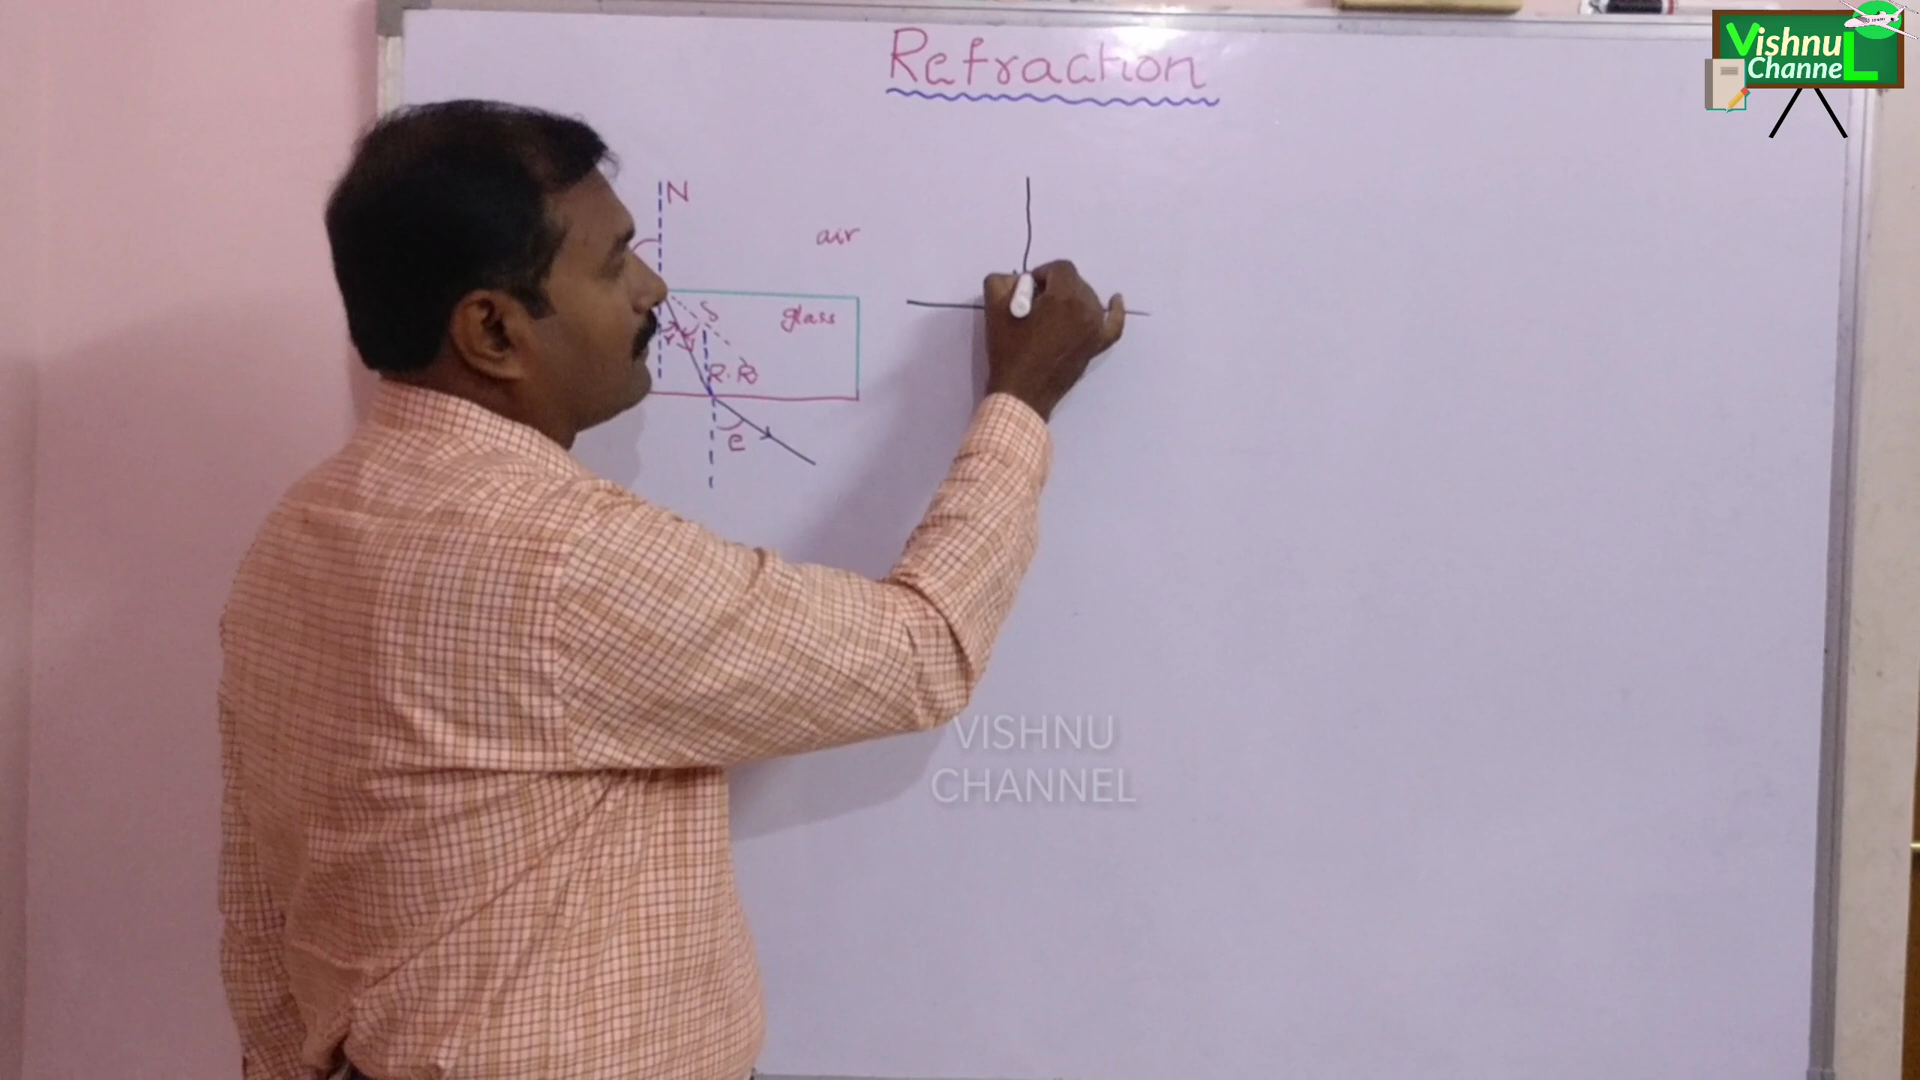 Refraction
Vishnu
ChanneL
N
air
δ
glass
r
R.R
e
VISHNU
CHANNEL